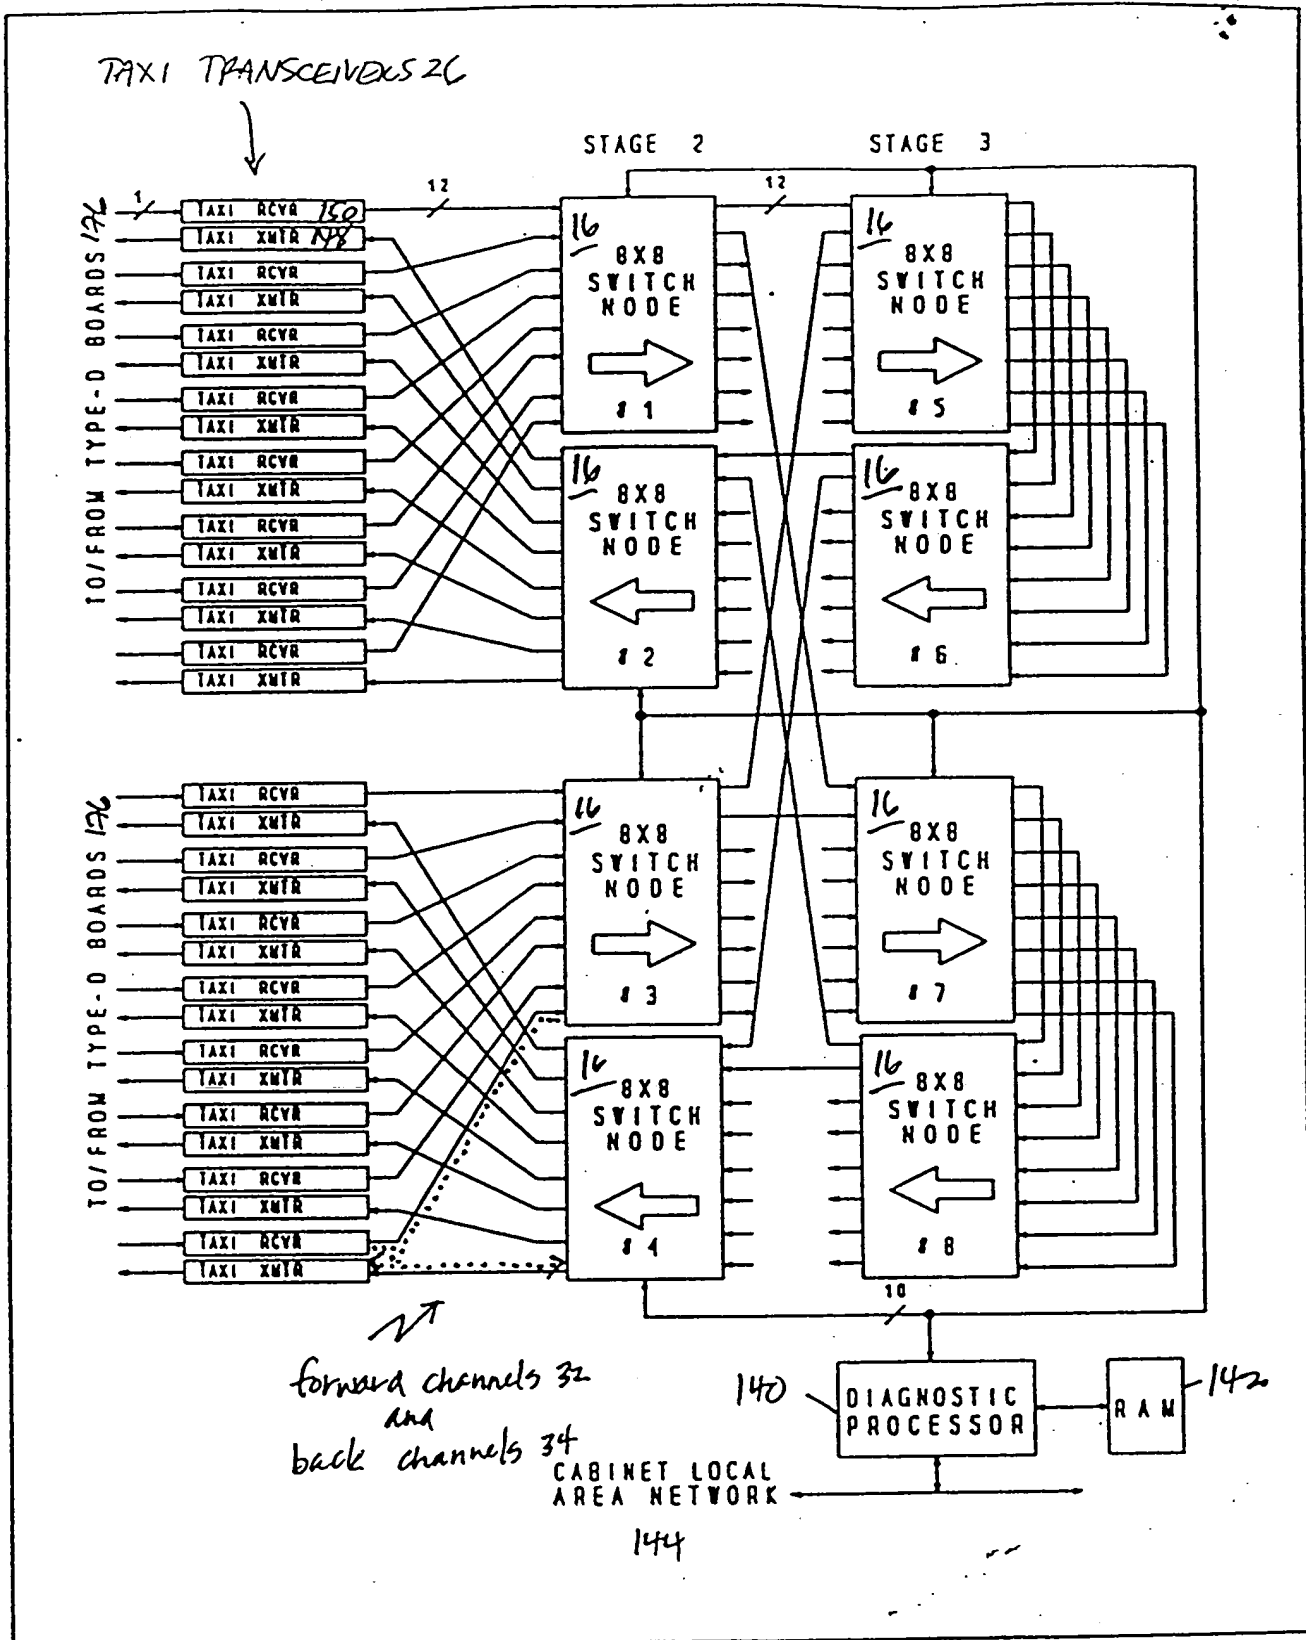 TAXI TRANSCEIVERS 26
STAGE 2
STAGE 3
1
12
12
TO/FROM TYPE-D BOARDS 176
TAXI RCVR 150
TAXI XMTR 148
TAXI RCVR
TAXI XMTR
TAXI RCVR
TAXI XMTR
TAXI RCVR
TAXI XMTR
TAXI RCVR
TAXI XMTR
TAXI RCVR
TAXI XMTR
TAXI RCVR
TAXI XMTR
TAXI RCVR
TAXI XMTR
16
8X8
SWITCH
NODE
#1
16
8X8
SWITCH
NODE
#5
16
8X8
SWITCH
NODE
#2
16
8X8
SWITCH
NODE
#6
TO/FROM TYPE-D BOARDS 176
TAXI RCVR
TAXI XMTR
TAXI RCVR
TAXI XMTR
TAXI RCVR
TAXI XMTR
TAXI RCVR
TAXI XMTR
TAXI RCVR
TAXI XMTR
TAXI RCVR
TAXI XMTR
TAXI RCVR
TAXI XMTR
TAXI RCVR
TAXI XMTR
16
8X8
SWITCH
NODE
#3
16
8X8
SWITCH
NODE
#7
16
8X8
SWITCH
NODE
#4
16
8X8
SWITCH
NODE
#8
10
forward channels 32
and
back channels 34
140
DIAGNOSTIC
PROCESSOR
RAM
142
CABINET LOCAL
AREA NETWORK
144